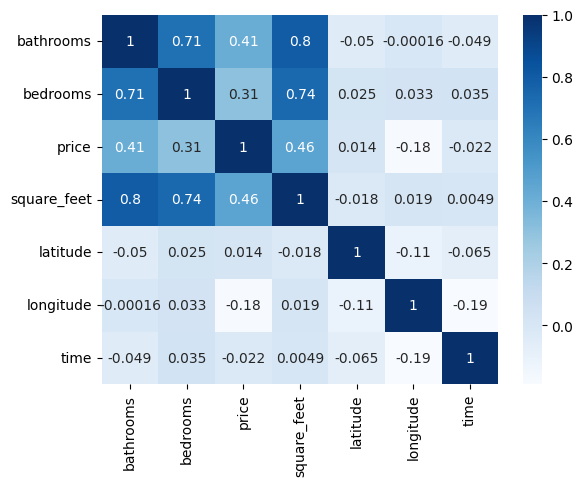 bathrooms 1 0.71 0.41 0.8 -0.05 -0.00016 -0.049
bedrooms 0.71 1 0.31 0.74 0.025 0.033 0.035
price 0.41 0.31 1 0.46 0.014 -0.18 -0.022
square_feet 0.8 0.74 0.46 1 -0.018 0.019 0.0049
latitude -0.05 0.025 0.014 -0.018 1 -0.11 -0.065
longitude -0.00016 0.033 -0.18 0.019 -0.11 1 -0.19
time -0.049 0.035 -0.022 0.0049 -0.065 -0.19 1
bathrooms
bedrooms
price
square_feet
latitude
longitude
time
1.0
0.8
0.6
0.4
0.2
0.0